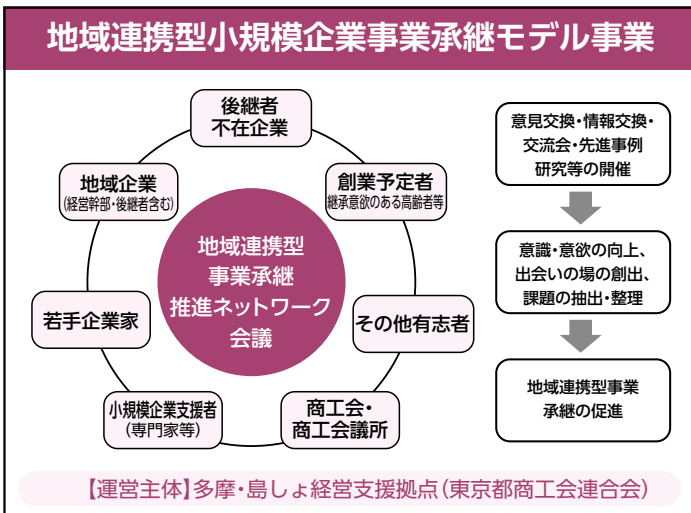 地域連携型小規模企業事業承継モデル事業
後継者
不在企業
地域企業
(経営幹部・後継者含む)
創業予定者
継承意欲のある高齢者等
地域連携型
事業承継
推進ネットワーク
会議
若手企業家
その他有志者
小規模企業支援者
(専門家等)
商工会・
商工会議所
意見交換・情報交換・
交流会・先進事例
研究等の開催
意識・意欲の向上、
出会いの場の創出、
課題の抽出・整理
地域連携型事業
承継の促進
【運営主体】多摩・島しょ経営支援拠点(東京都商工会連合会)